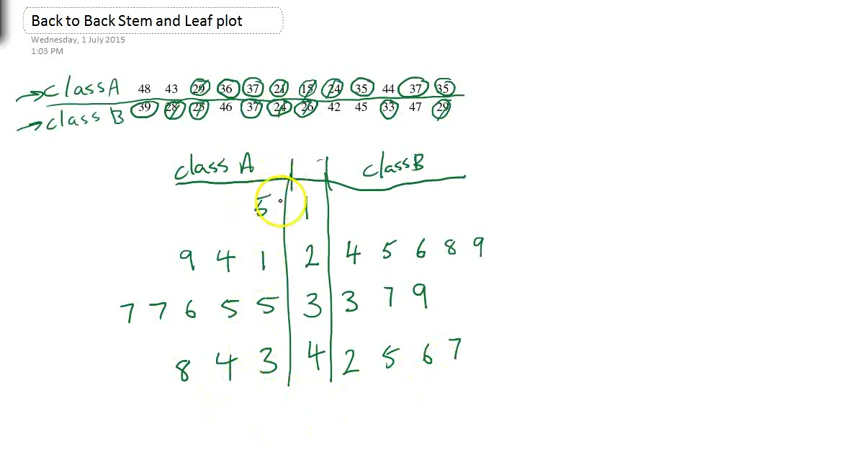 Back to Back Stem and Leaf plot
Wednesday, 1 July 2015
1:03 PM
class A 48 43 29 36 37 21 15 24 35 44 37 35
class B 39 28 25 46 37 24 26 42 45 33 47 29
class A class B
5 1
9 4 1 2 4 5 6 8 9
7 7 6 5 5 3 3 7 9
8 4 3 4 2 5 6 7